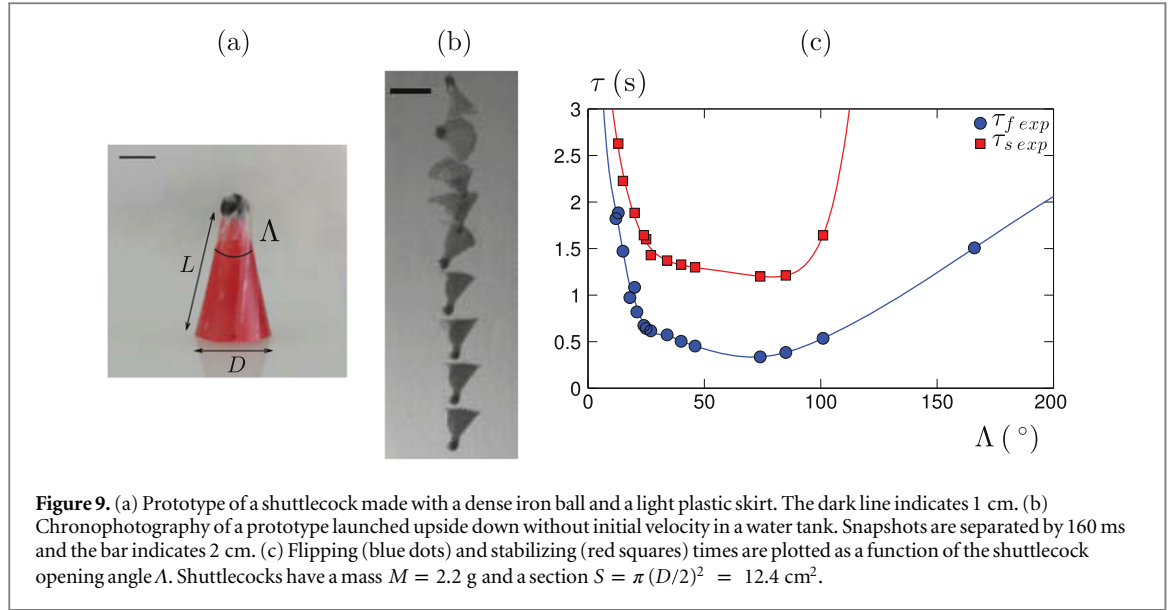 (a)
(b)
(c)
L
Λ
D
τ (s)
3
2.5
2
1.5
1
0.5
0
0
50
100
150
200
Λ ( ° )
τf exp
τs exp
Figure 9. (a) Prototype of a shuttlecock made with a dense iron ball and a light plastic skirt. The dark line indicates 1 cm. (b)
Chronophotography of a prototype launched upside down without initial velocity in a water tank. Snapshots are separated by 160 ms
and the bar indicates 2 cm. (c) Flipping (blue dots) and stabilizing (red squares) times are plotted as a function of the shuttlecock
opening angle Λ. Shuttlecocks have a mass M = 2.2 g and a section S = π (D/2)² = 12.4 cm².